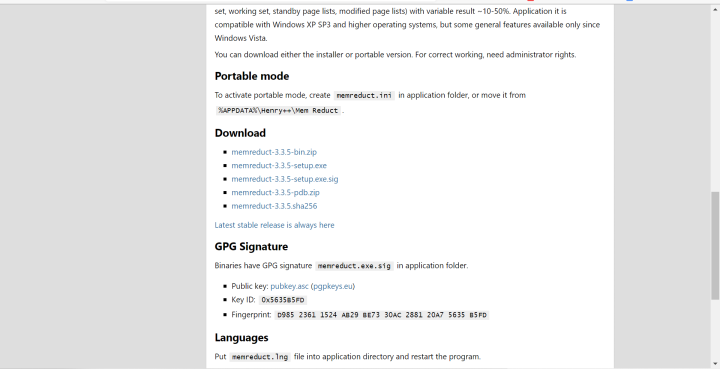 set, working set, standby page lists, modified page lists) with variable result ~10-50%. Application it is
compatible with Windows XP SP3 and higher operating systems, but some general features available only since
Windows Vista.
You can download either the installer or portable version. For correct working, need administrator rights.
Portable mode
To activate portable mode, create memreduct.ini in application folder, or move it from
%APPDATA%\Henry++\Mem Reduct .
Download
memreduct-3.3.5-bin.zip
memreduct-3.3.5-setup.exe
memreduct-3.3.5-setup.exe.sig
memreduct-3.3.5-pdb.zip
memreduct-3.3.5.sha256
Latest stable release is always here
GPG Signature
Binaries have GPG signature memreduct.exe.sig in application folder.
Public key: pubkey.asc (pgpkeys.eu)
Key ID: 0x5635B5FD
Fingerprint: D985 2361 1524 AB29 BE73 30AC 2881 20A7 5635 B5FD
Languages
Put memreduct.lng file into application directory and restart the program.